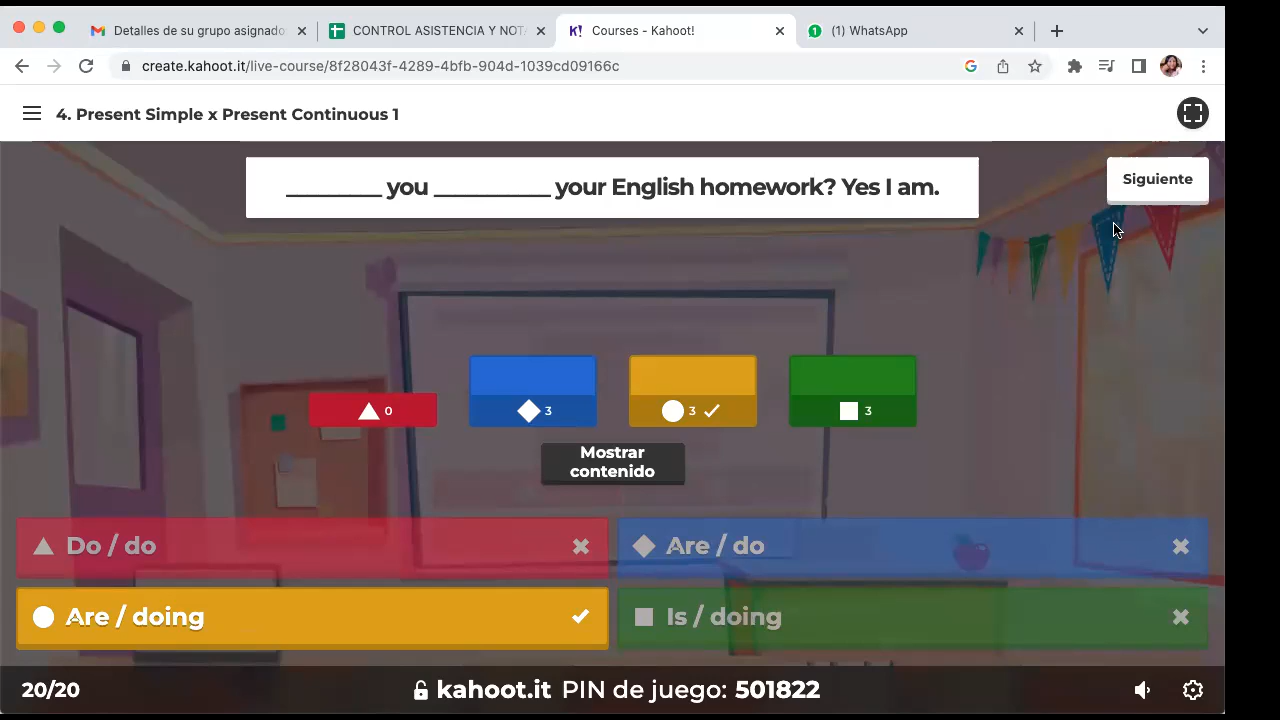 Detalles de su grupo asignado
CONTROL ASISTENCIA Y NOT
K! Courses - Kahoot!
1 (1) WhatsApp
create.kahoot.it/live-course/8f28043f-4289-4bfb-904d-1039cd09166c
4. Present Simple x Present Continuous 1
________ you __________ your English homework? Yes I am.
Siguiente
0
3
3
3
Mostrar
contenido
Do / do
Are / do
Are / doing
Is / doing
20/20
kahoot.it PIN de juego: 501822